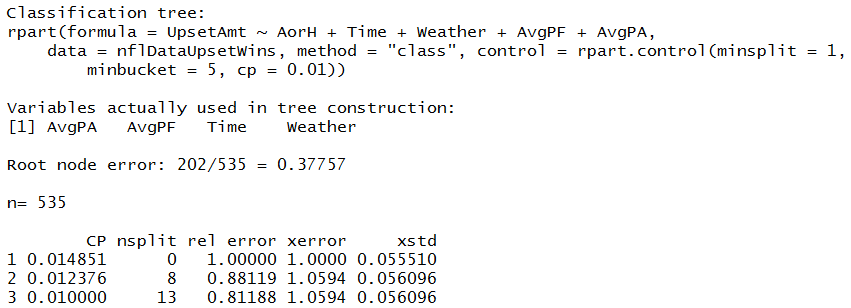 Classification tree:
rpart(formula = UpsetAmt ~ AorH + Time + Weather + AvgPF + AvgPA,
    data = nflDataUpsetWins, method = "class", control = rpart.control(minsplit = 1,
        minbucket = 5, cp = 0.01))

Variables actually used in tree construction:
[1] AvgPA   AvgPF   Time    Weather

Root node error: 202/535 = 0.37757

n= 535

        CP nsplit rel error xerror     xstd
1 0.014851      0   1.00000 1.0000 0.055510
2 0.012376      8   0.88119 1.0594 0.056096
3 0.010000     13   0.81188 1.0594 0.056096